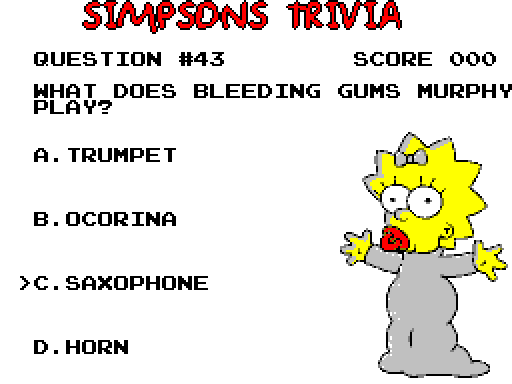 SIMPSONS TRIVIA
QUESTION #43 SCORE 000
WHAT DOES BLEEDING GUMS MURPHY
PLAY?
A.TRUMPET
B.OCORINA
>C.SAXOPHONE
D.HORN